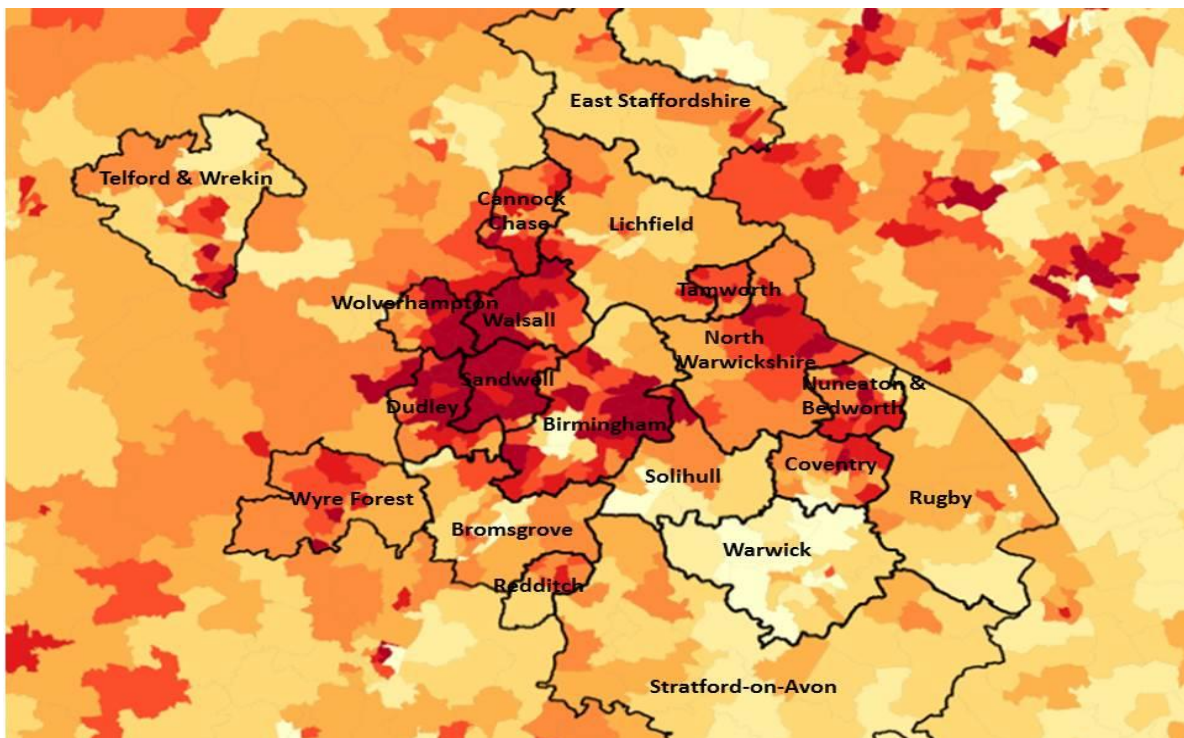 East Staffordshire
Telford & Wrekin
Cannock
Chase
Lichfield
Tamworth
Wolverhampton
Walsall
North
Warwickshire
Sandwell
Nuneaton &
Bedworth
Dudley
Birmingham
Coventry
Solihull
Wyre Forest
Rugby
Bromsgrove
Warwick
Redditch
Stratford-on-Avon